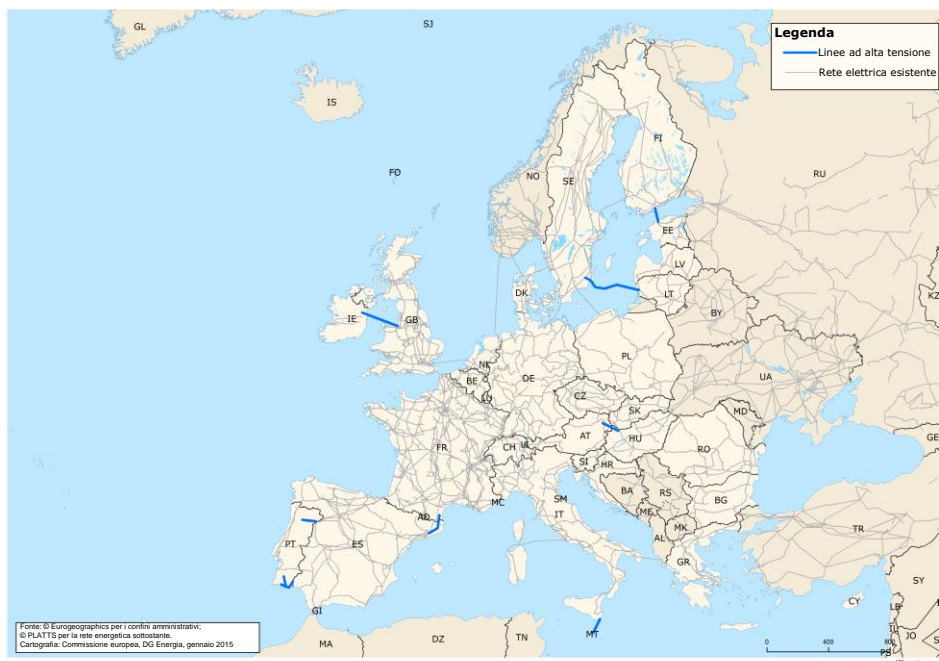 GL
SJ
Legenda
Linee ad alta tensione
Rete elettrica esistente
IS
FI
FO
NO
SE
RU
EE
LV
DK
LT
KZ
IE
GB
BY
PL
NL
BE
DE
UA
LU
CZ
SK
MD
AT
HU
GE
FR
CH
LI
RO
SI
HR
MC
SM
BA
RS
IT
BG
AD
ME
MK
PT
ES
AL
TR
GR
SY
CY
LB
GI
IL
MT
MA
DZ
TN
JO
PS
0 400 800
Fonte: © Eurogeographics per i confini amministrativi;
© PLATTS per la rete energetica sottostante.
Cartografia: Commissione europea, DG Energia, gennaio 2015